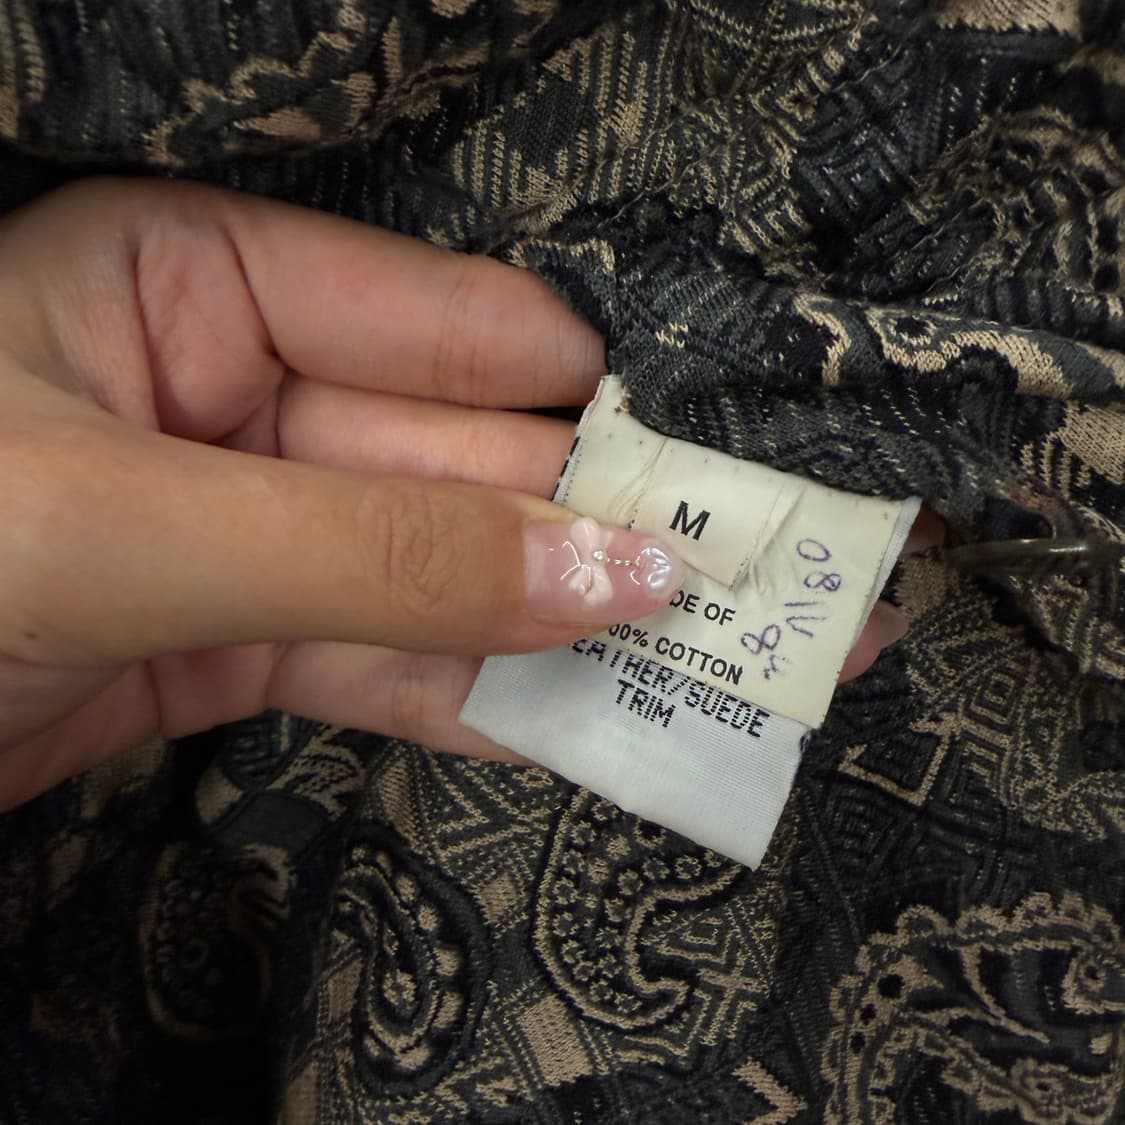 M
DE OF
00% COTTON
EATHER/SUEDE
TRIM